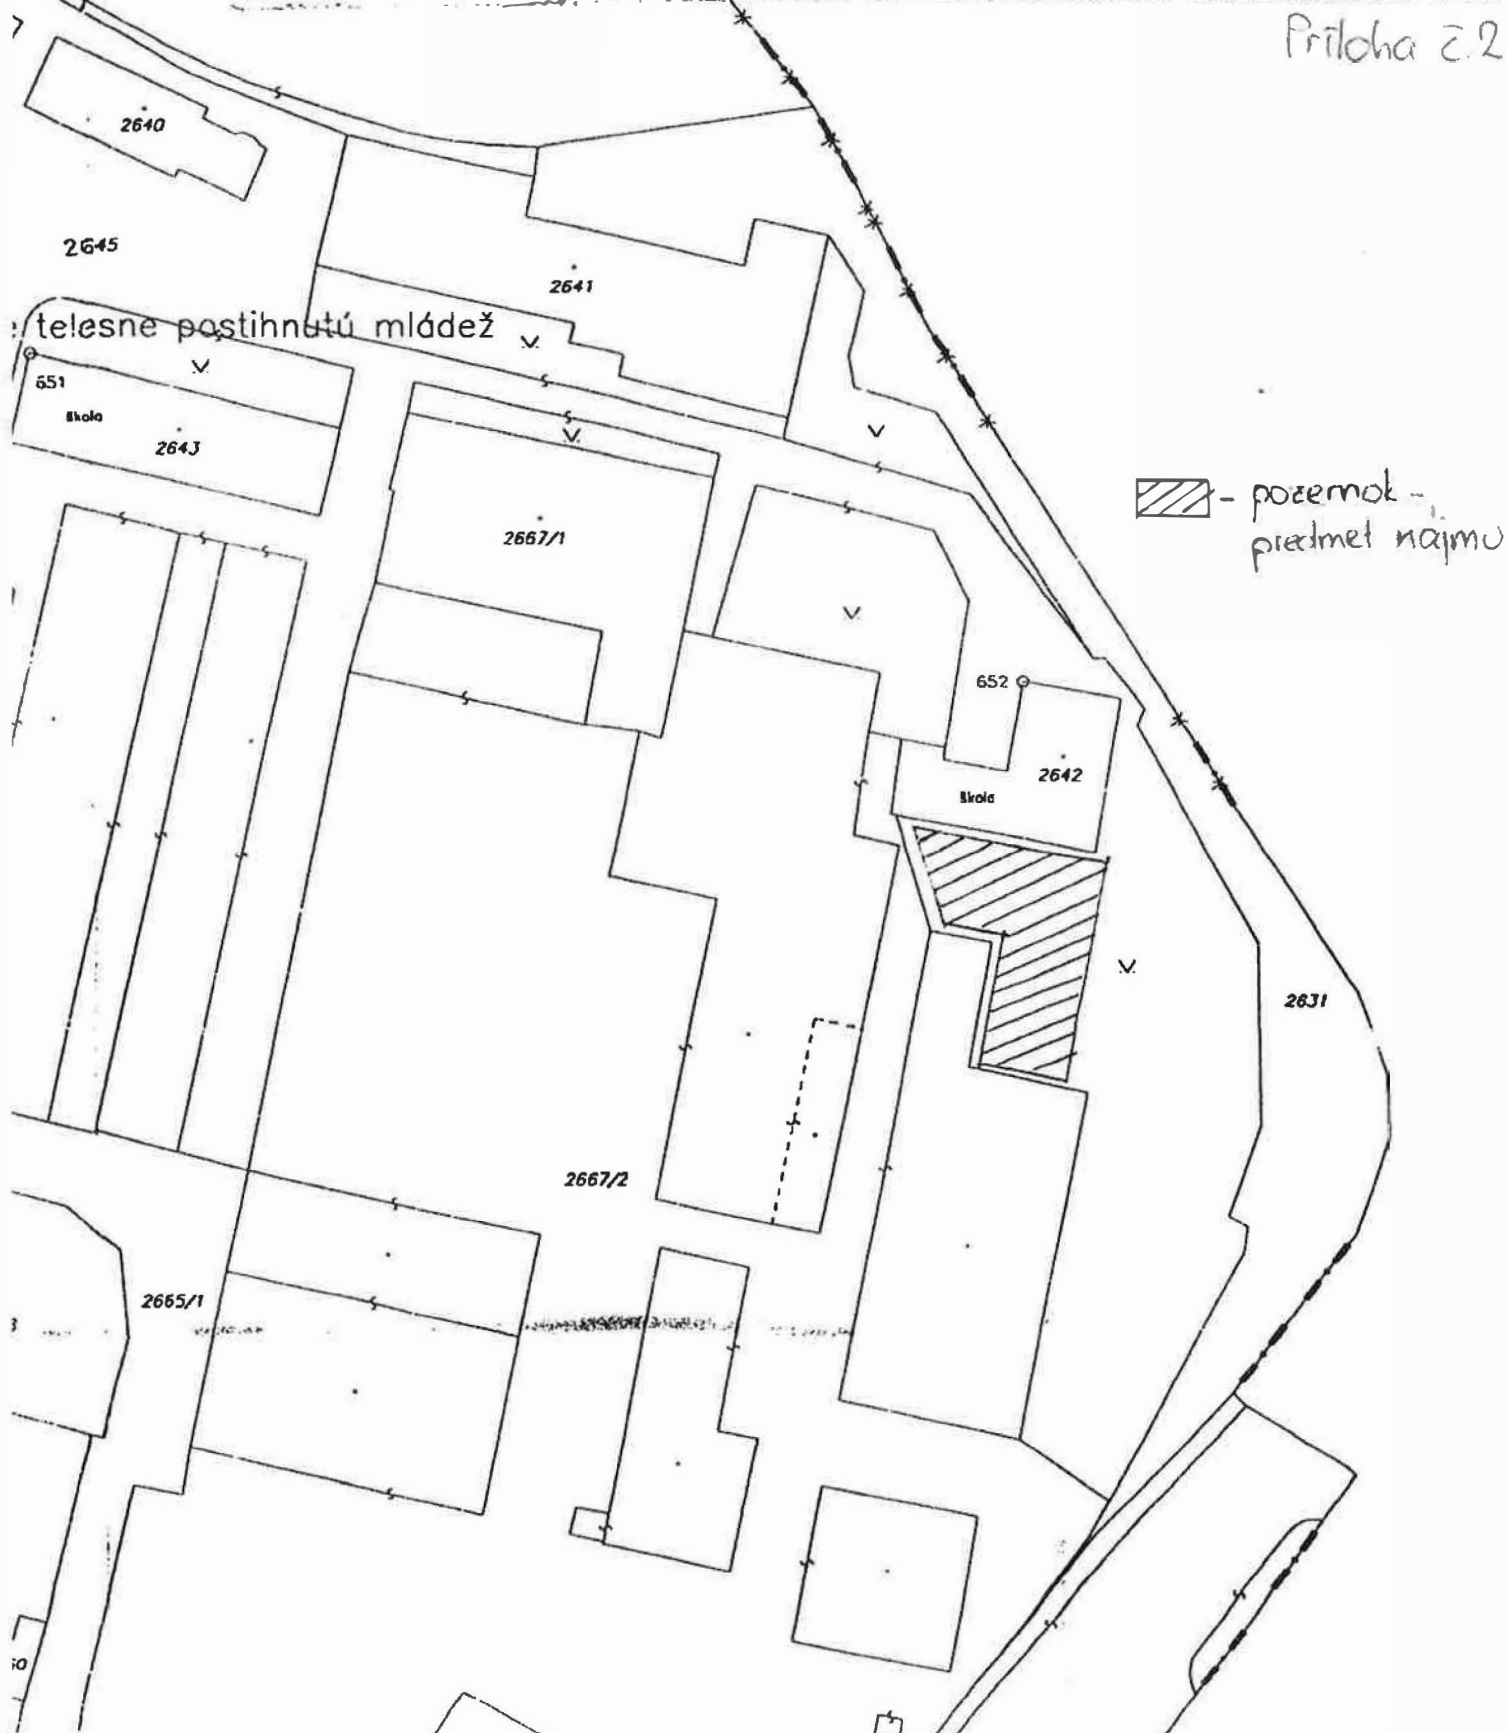 Príloha č.2
2640
2645
2641
telesne postihnutú mládež
651
škola
2643
2667/1
- pozemok -
predmet nájmu
652
2642
škola
2631
2667/2
2665/1